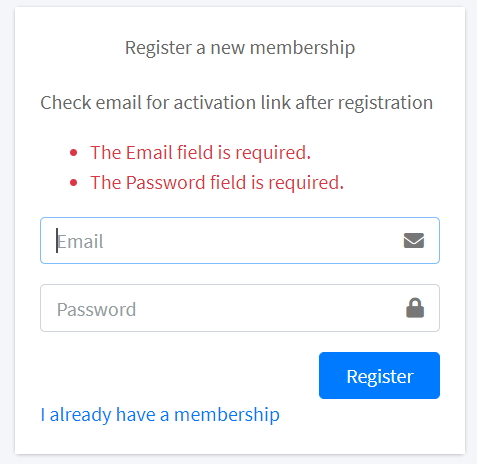 Register a new membership
Check email for activation link after registration
The Email field is required.
The Password field is required.
Email
Password
Register
I already have a membership